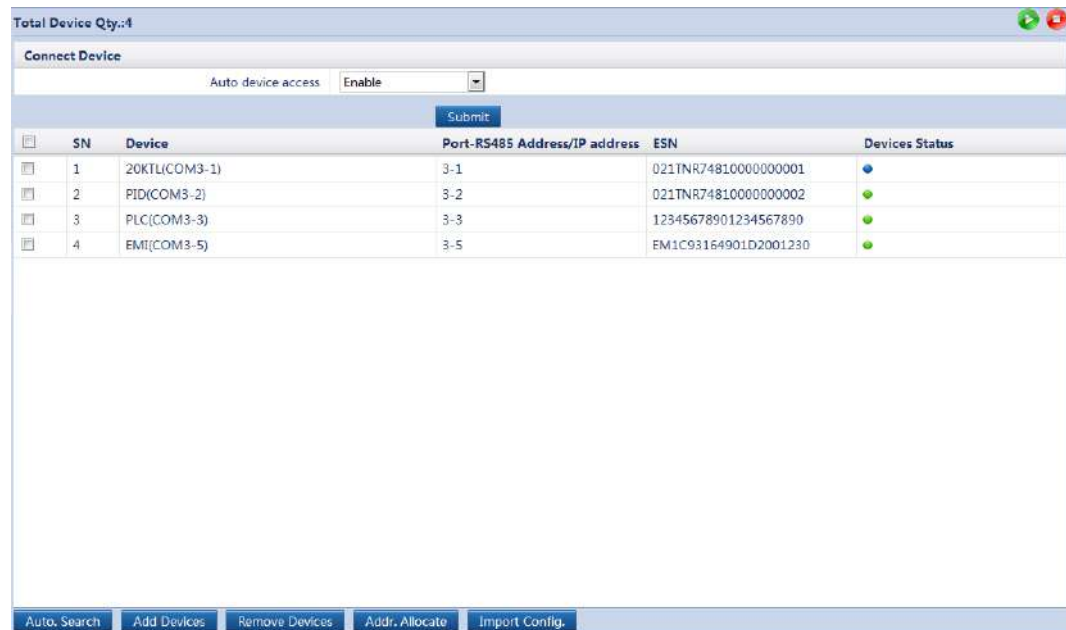 Total Device Qty.:4
Connect Device
Auto device access Enable
Submit
SN Device Port-RS485 Address/IP address ESN Devices Status
1 20KTL(COM3-1) 3-1 021TNR74810000000001
2 PID(COM3-2) 3-2 021TNR74810000000002
3 PLC(COM3-3) 3-3 12345678901234567890
4 EMI(COM3-5) 3-5 EM1C93164901D2001230
Auto. Search Add Devices Remove Devices Addr. Allocate Import Config.